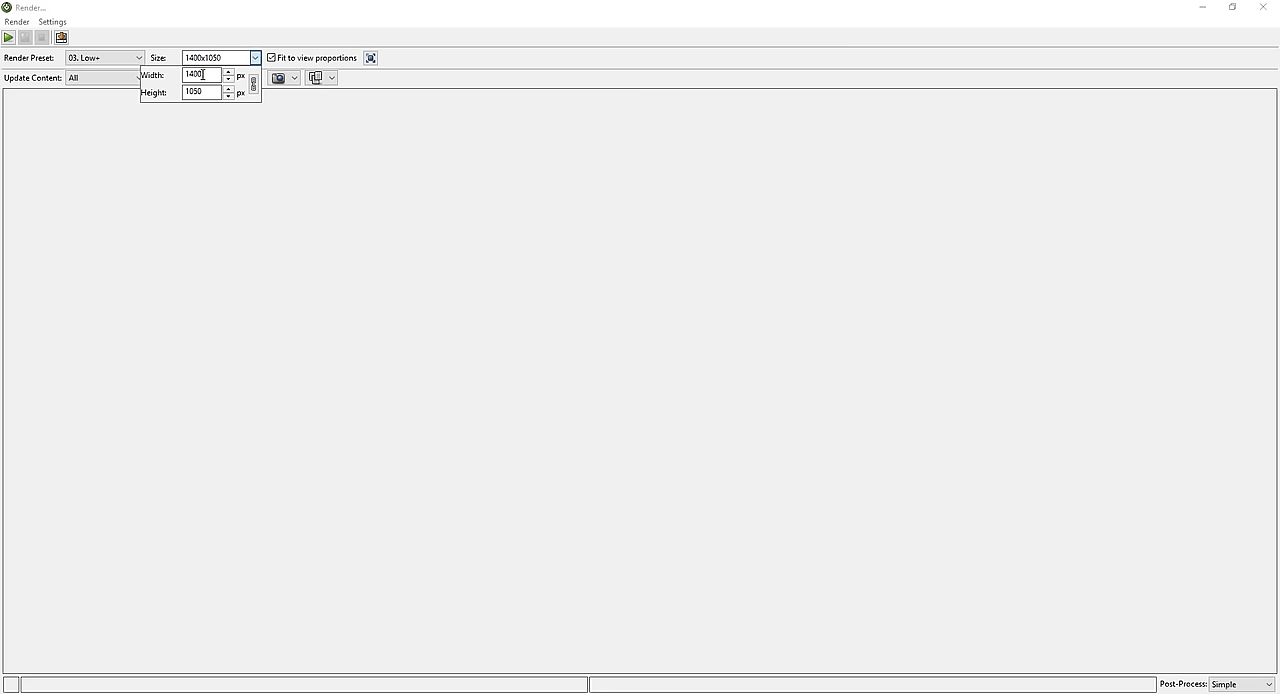 Render...
Render Settings
Render Preset: 03. Low+ Size: 1400x1050 Fit to view proportions
Update Content: All Width: 1400 px
Height: 1050 px
Post-Process: Simple